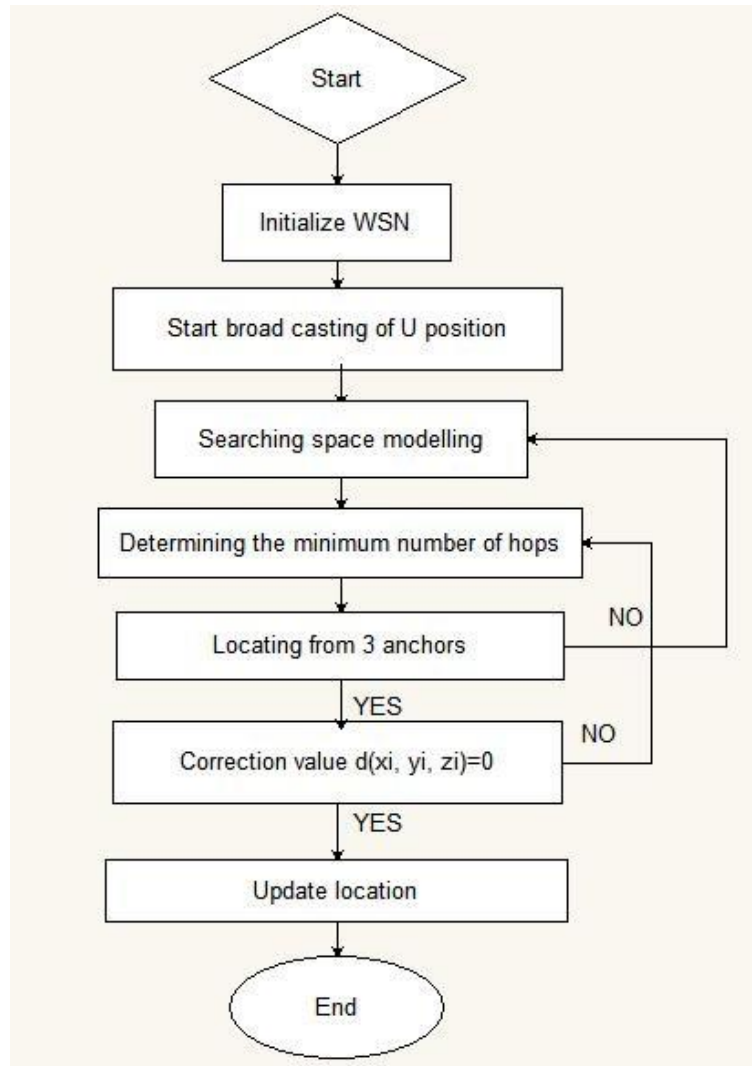 Start
Initialize WSN
Start broad casting of U position
Searching space modelling
Determining the minimum number of hops
NO
Locating from 3 anchors
YES
NO
Correction value d(xi, yi, zi)=0
YES
Update location
End